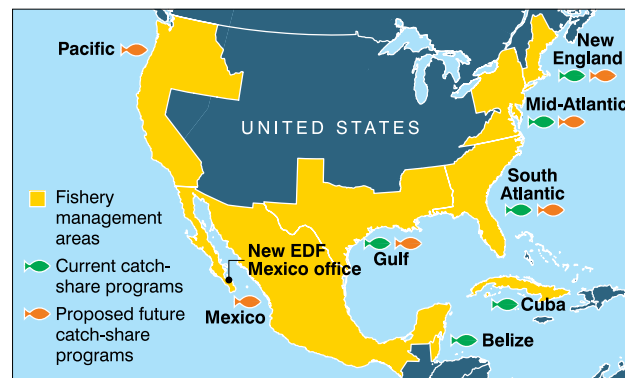 Pacific
New
England
Mid-Atlantic
UNITED STATES
South
Atlantic
Fishery
management
areas
New EDF
Mexico office
Gulf
Current catch-
share programs
Mexico
Cuba
Proposed future
catch-share
programs
Belize